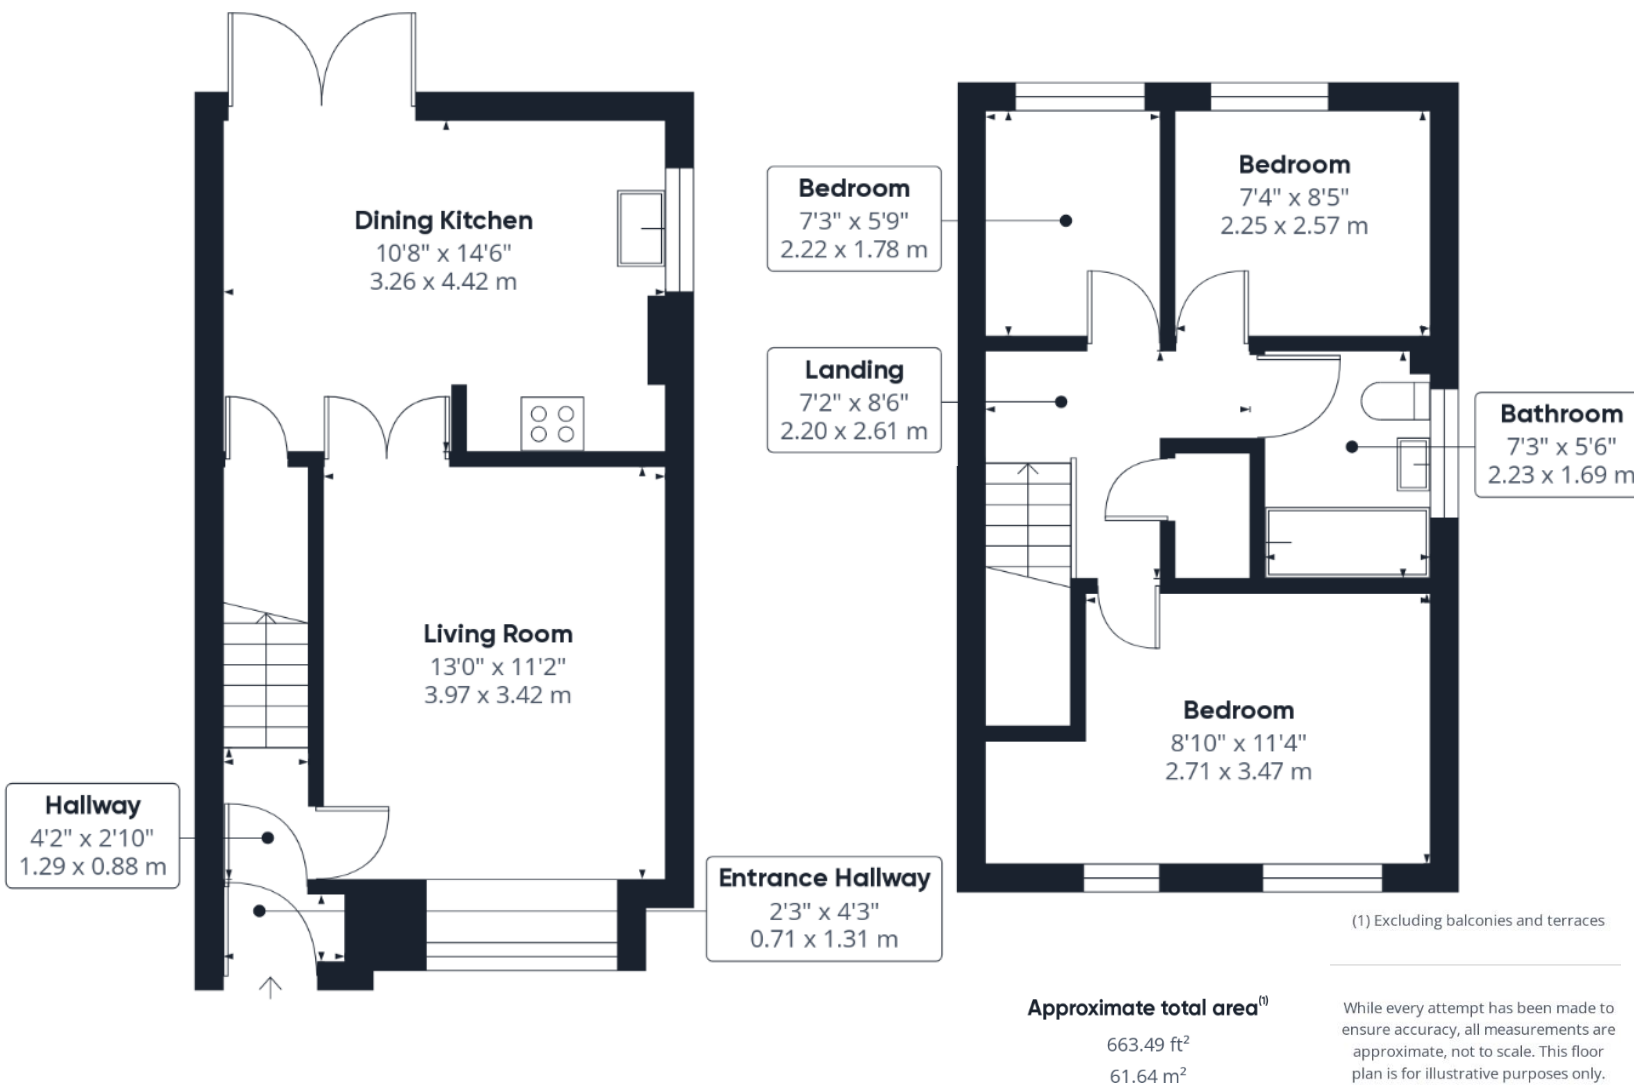 Dining Kitchen
10'8" x 14'6"
3.26 x 4.42 m
Living Room
13'0" x 11'2"
3.97 x 3.42 m
Hallway
4'2" x 2'10"
1.29 x 0.88 m
Entrance Hallway
2'3" x 4'3"
0.71 x 1.31 m
Bedroom
7'3" x 5'9"
2.22 x 1.78 m
Bedroom
7'4" x 8'5"
2.25 x 2.57 m
Landing
7'2" x 8'6"
2.20 x 2.61 m
Bathroom
7'3" x 5'6"
2.23 x 1.69 m
Bedroom
8'10" x 11'4"
2.71 x 3.47 m
(1) Excluding balconies and terraces
Approximate total area⁽¹⁾
663.49 ft²
61.64 m²
While every attempt has been made to
ensure accuracy, all measurements are
approximate, not to scale. This floor
plan is for illustrative purposes only.